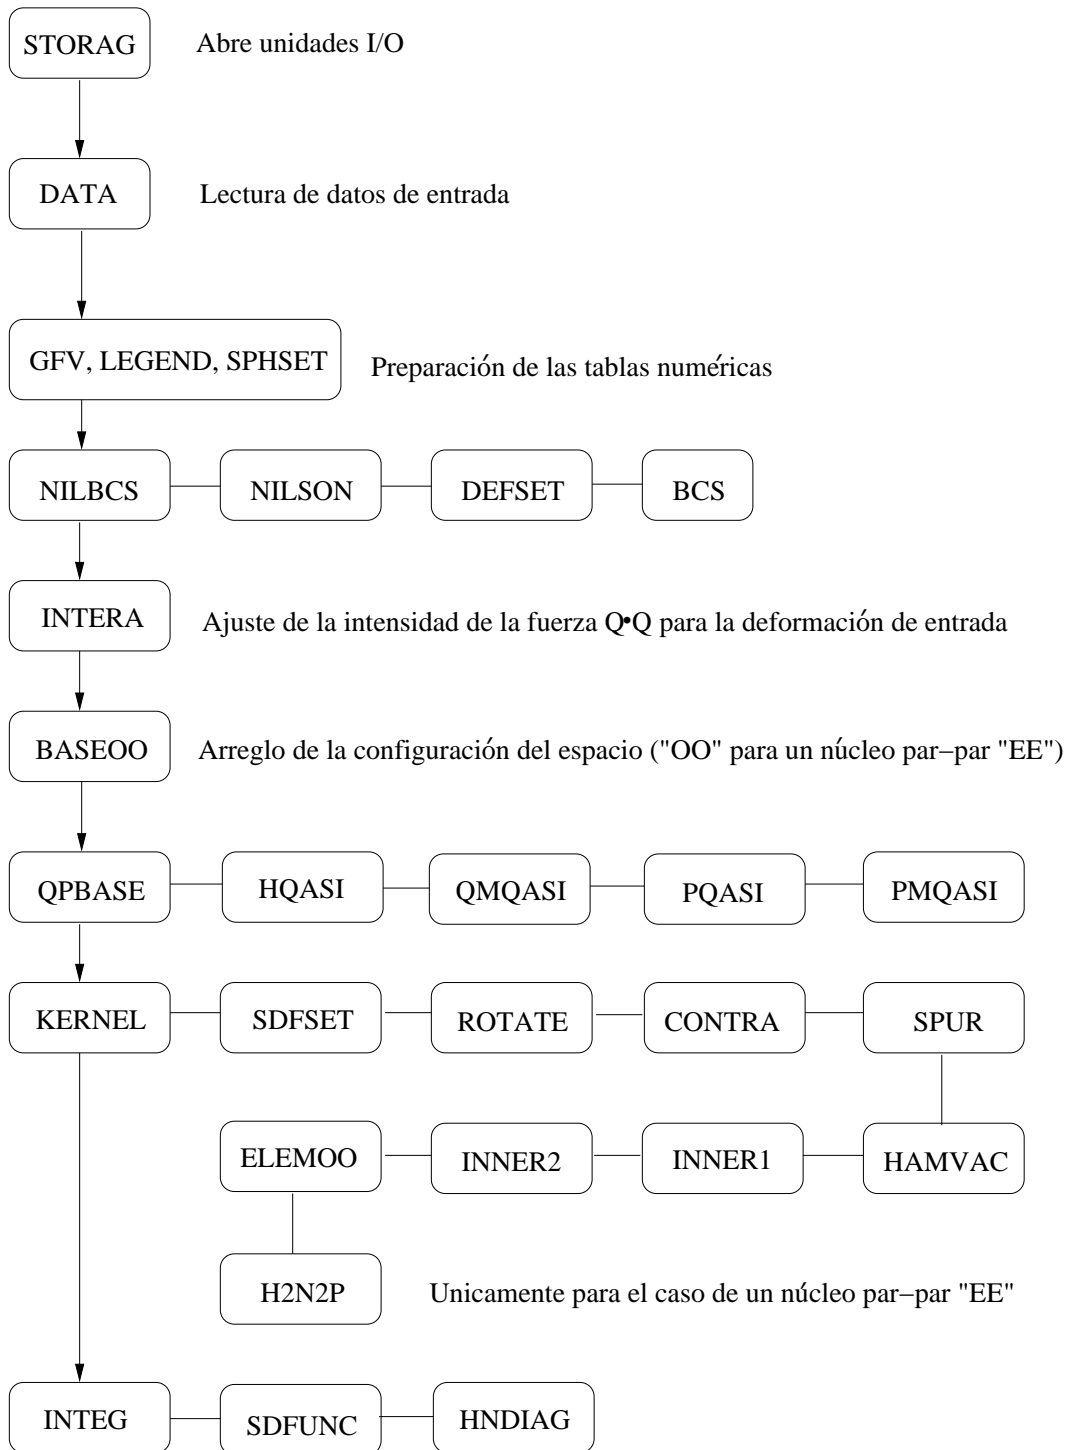 STORAG Abre unidades I/O
DATA Lectura de datos de entrada
GFV, LEGEND, SPHSET Preparación de las tablas numéricas
NILBCS NILSON DEFSET BCS
INTERA Ajuste de la intensidad de la fuerza Q•Q para la deformación de entrada
BASEOO Arreglo de la configuración del espacio ("OO" para un núcleo par−par "EE")
QPBASE HQASI QMQASI PQASI PMQASI
KERNEL SDFSET ROTATE CONTRA SPUR
ELEMOO INNER2 INNER1 HAMVAC
H2N2P Unicamente para el caso de un núcleo par−par "EE"
INTEG SDFUNC HNDIAG